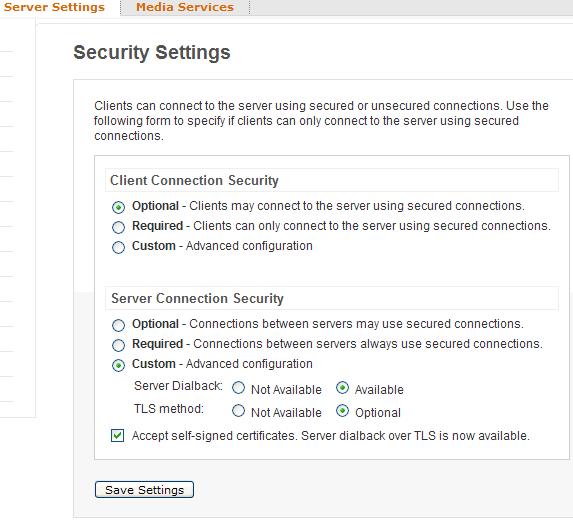 Server Settings Media Services
Security Settings
Clients can connect to the server using secured or unsecured connections. Use the
following form to specify if clients can only connect to the server using secured
connections.
Client Connection Security
Optional - Clients may connect to the server using secured connections.
Required - Clients can only connect to the server using secured connections.
Custom - Advanced configuration
Server Connection Security
Optional - Connections between servers may use secured connections.
Required - Connections between servers always use secured connections.
Custom - Advanced configuration
Server Dialback: Not Available Available
TLS method: Not Available Optional
Accept self-signed certificates. Server dialback over TLS is now available.
Save Settings